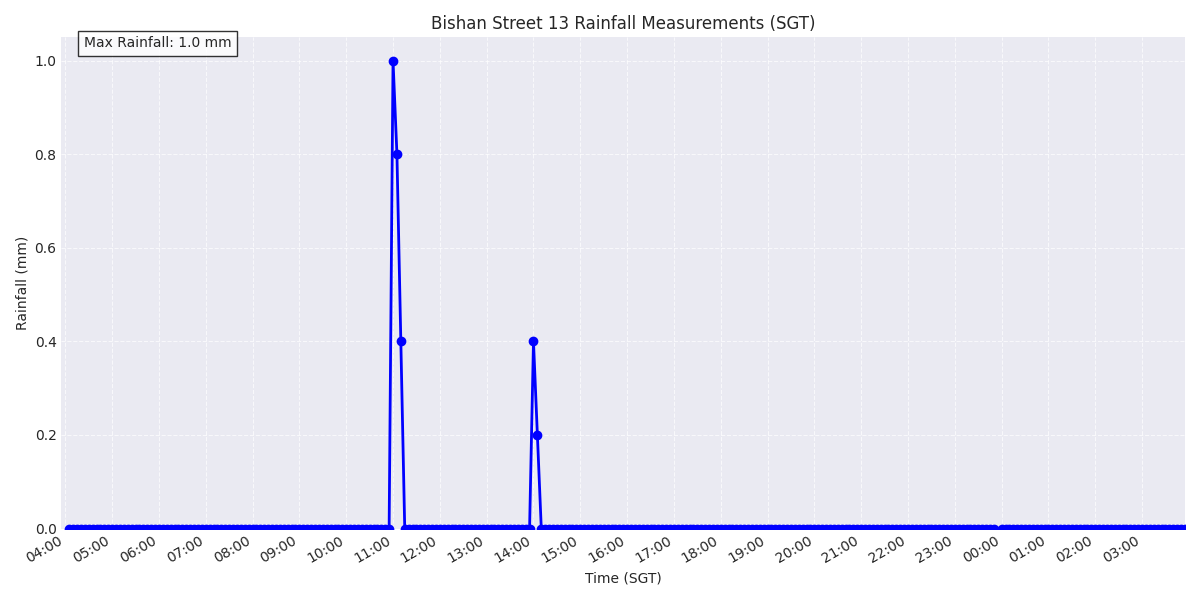 Bishan Street 13 Rainfall Measurements (SGT)
Max Rainfall: 1.0 mm
Rainfall (mm)
1.0
0.8
0.6
0.4
0.2
0.0
04:00 05:00 06:00 07:00 08:00 09:00 10:00 11:00 12:00 13:00 14:00 15:00 16:00 17:00 18:00 19:00 20:00 21:00 22:00 23:00 00:00 01:00 02:00 03:00
Time (SGT)